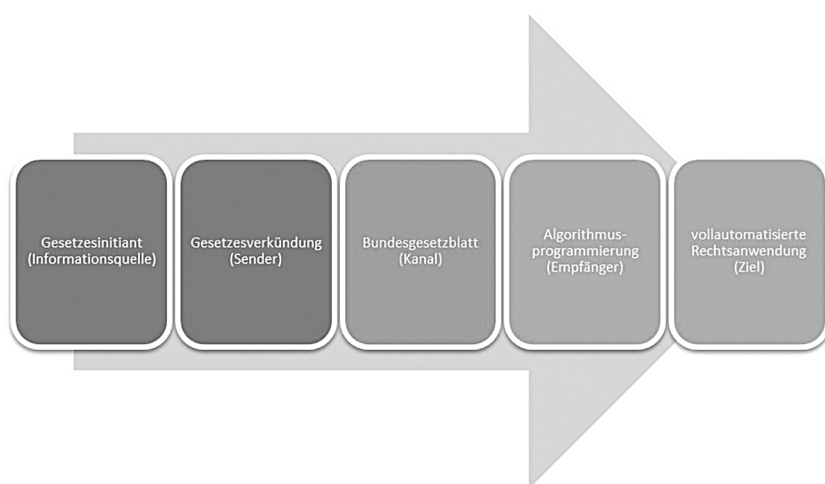 Gesetzesinitiant
(Informationsquelle)
Gesetzesverkündung
(Sender)
Bundesgesetzblatt
(Kanal)
Algorithmus-
programmierung
(Empfänger)
vollautomatisierte
Rechtsanwendung
(Ziel)